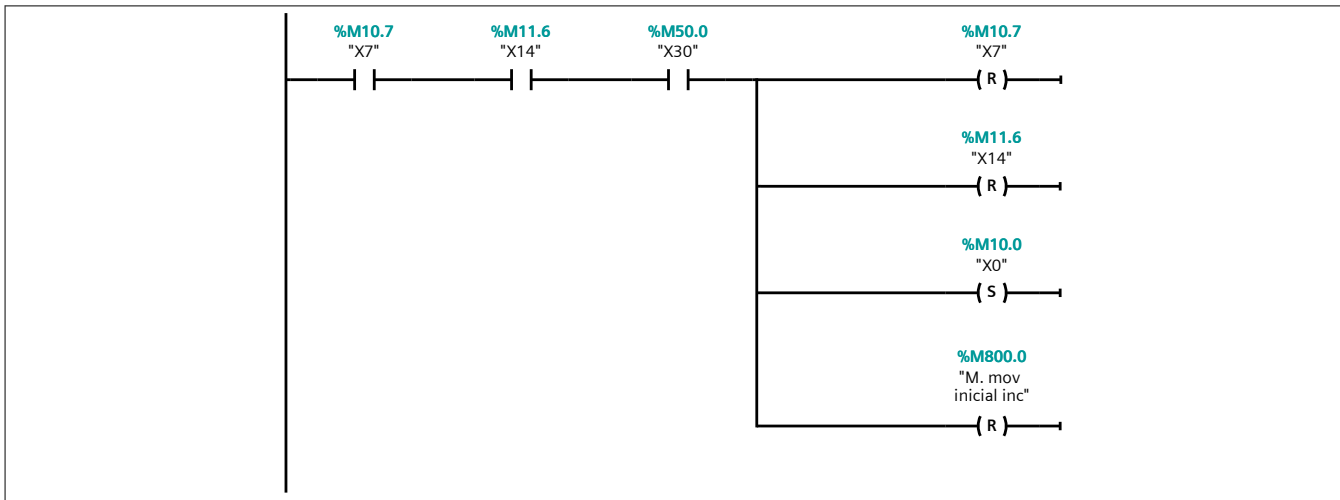 %M10.7
"X7"
%M11.6
"X14"
%M50.0
"X30"
%M10.7
"X7"
R
%M11.6
"X14"
R
%M10.0
"X0"
S
%M800.0
"M. mov
inicial inc"
R